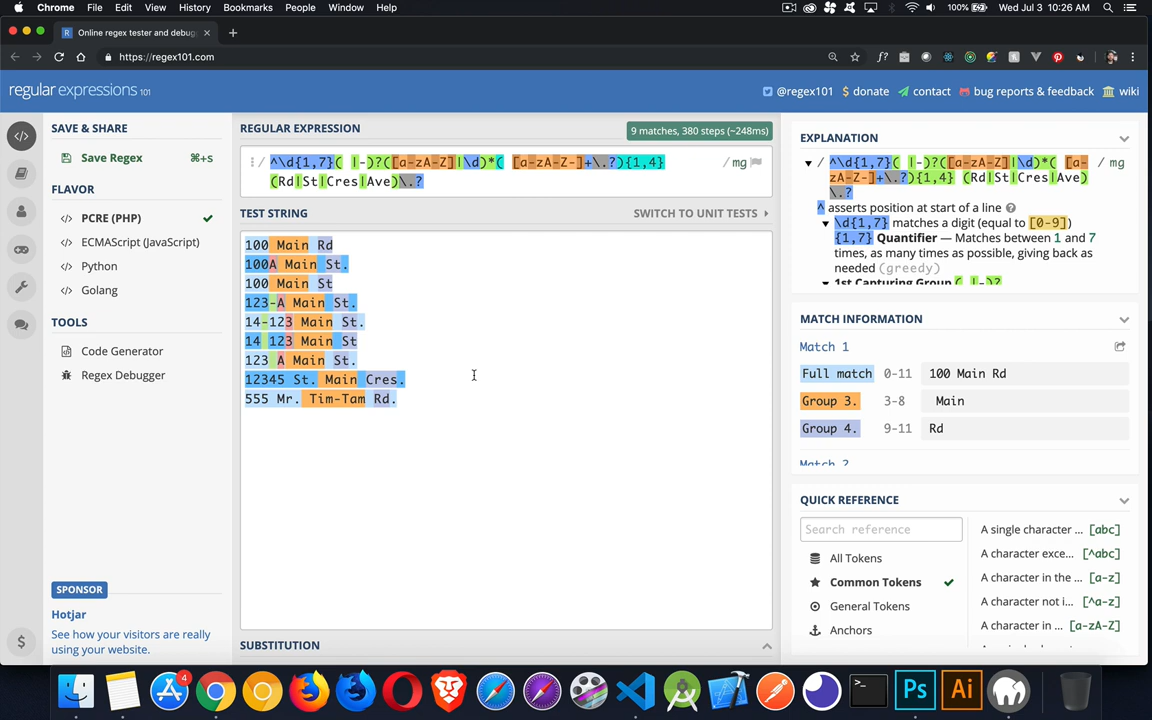 Chrome File Edit View History Bookmarks People Window Help 100% Wed Jul 3 10:26 AM
Online regex tester and debug
https://regex101.com
regular expressions 101
@regex101 donate contact bug reports & feedback wiki
SAVE & SHARE
Save Regex ⌘+s
FLAVOR
</> PCRE (PHP)
</> ECMAScript (JavaScript)
</> Python
</> Golang
TOOLS
Code Generator
Regex Debugger
SPONSOR
Hotjar
See how your visitors are really
using your website.
$
REGULAR EXPRESSION 9 matches, 380 steps (~248ms)
/ ^\d{1,7}( |-)?([a-zA-Z]|\d)*( [a-zA-Z-]+\.?){1,4} / mg
(Rd|St|Cres|Ave)\.?
TEST STRING SWITCH TO UNIT TESTS
100 Main Rd
100A Main St.
100 Main St
123-A Main St.
14-123 Main St.
14 123 Main St
123 A Main St.
12345 St. Main Cres.
555 Mr. Tim-Tam Rd.
SUBSTITUTION
EXPLANATION
/ ^\d{1,7}( |-)?([a-zA-Z]|\d)*( [a- / mg
zA-Z-]+\.?){1,4} (Rd|St|Cres|Ave)
\.?
^ asserts position at start of a line
\d{1,7} matches a digit (equal to [0-9])
{1,7} Quantifier — Matches between 1 and 7
times, as many times as possible, giving back as
needed (greedy)
1st Capturing Group ( |-)?
MATCH INFORMATION
Match 1
Full match 0-11 100 Main Rd
Group 3. 3-8 Main
Group 4. 9-11 Rd
Match 2
QUICK REFERENCE
Search reference
All Tokens
Common Tokens
General Tokens
Anchors
A single character ... [abc]
A character exce... [^abc]
A character in the ... [a-z]
A character not i... [^a-z]
A character in ... [a-zA-Z]
4
Ps
Ai